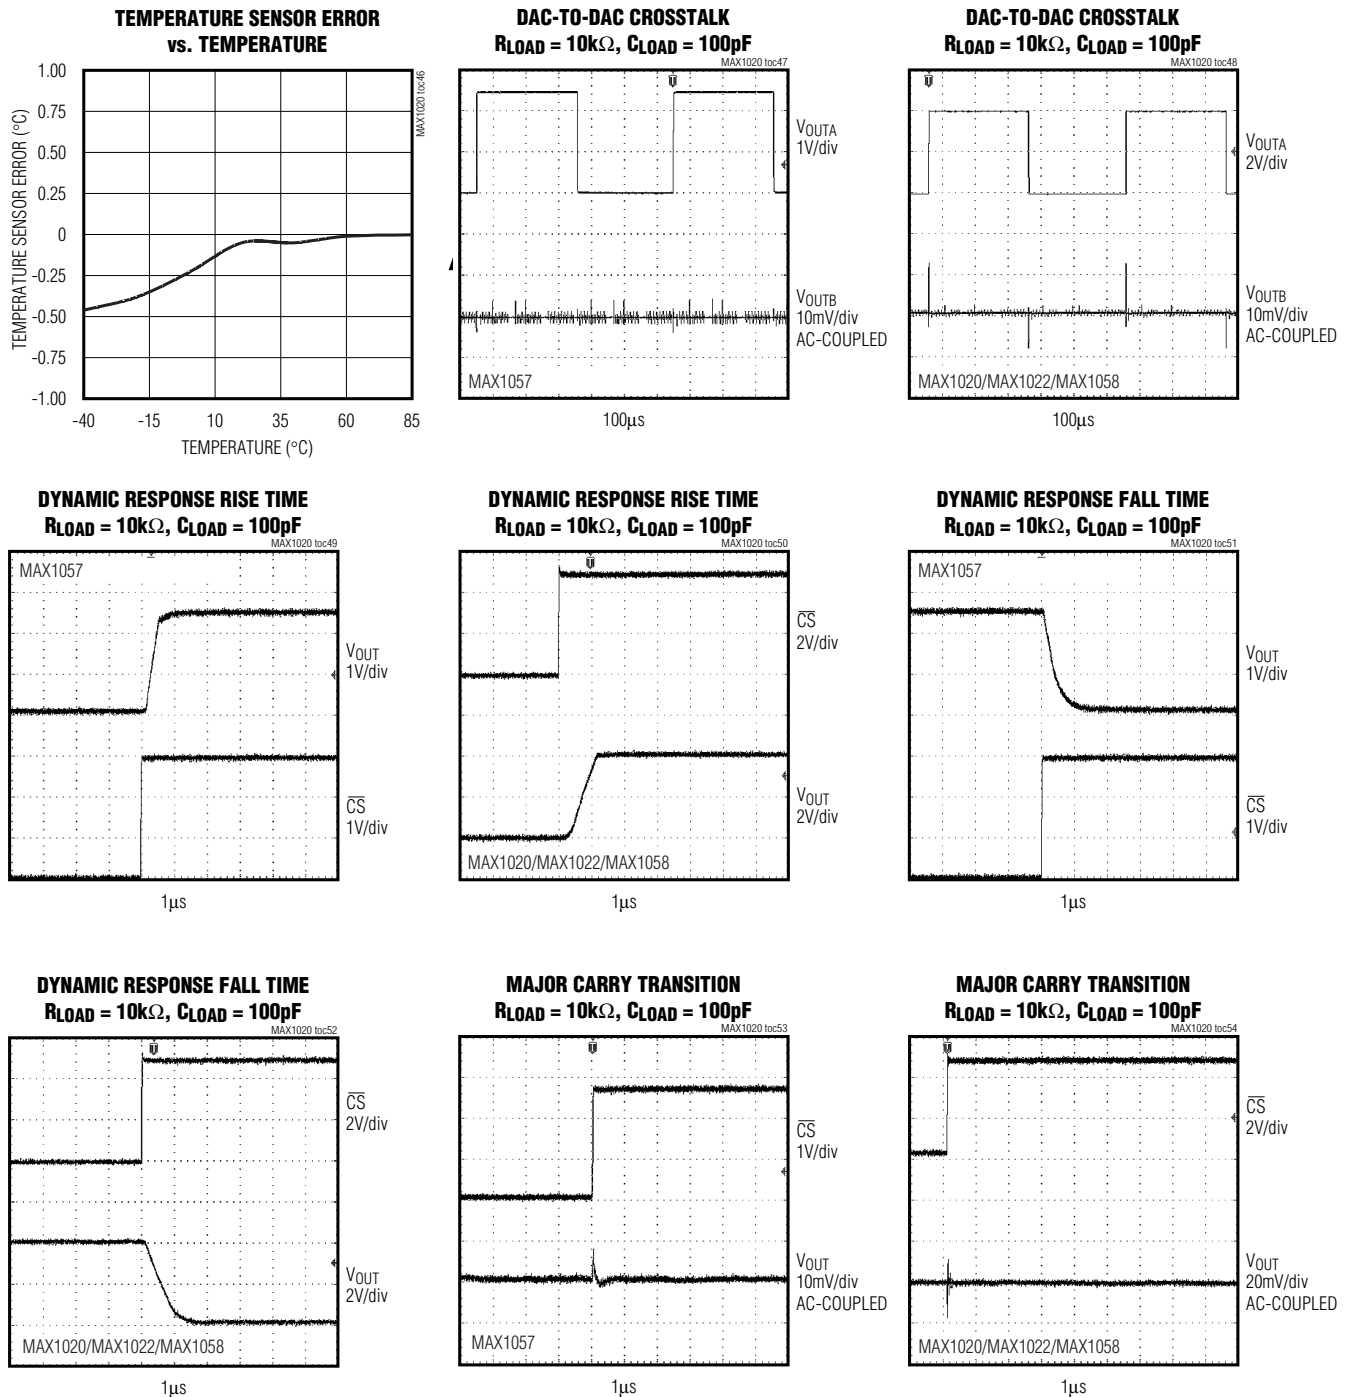 TEMPERATURE SENSOR ERROR
vs. TEMPERATURE
MAX1020 toc46
1.00
0.75
0.50
0.25
0
-0.25
-0.50
-0.75
-1.00
TEMPERATURE SENSOR ERROR (°C)
-40 -15 10 35 60 85
TEMPERATURE (°C)
DAC-TO-DAC CROSSTALK
RLOAD = 10kΩ, CLOAD = 100pF
MAX1020 toc47
VOUTA
1V/div
VOUTB
10mV/div
AC-COUPLED
MAX1057
100µs
DAC-TO-DAC CROSSTALK
RLOAD = 10kΩ, CLOAD = 100pF
MAX1020 toc48
VOUTA
2V/div
VOUTB
10mV/div
AC-COUPLED
MAX1020/MAX1022/MAX1058
100µs
DYNAMIC RESPONSE RISE TIME
RLOAD = 10kΩ, CLOAD = 100pF
MAX1020 toc49
MAX1057
VOUT
1V/div
C̅S̅
1V/div
1µs
DYNAMIC RESPONSE RISE TIME
RLOAD = 10kΩ, CLOAD = 100pF
MAX1020 toc50
C̅S̅
2V/div
VOUT
2V/div
MAX1020/MAX1022/MAX1058
1µs
DYNAMIC RESPONSE FALL TIME
RLOAD = 10kΩ, CLOAD = 100pF
MAX1020 toc51
MAX1057
VOUT
1V/div
C̅S̅
1V/div
1µs
DYNAMIC RESPONSE FALL TIME
RLOAD = 10kΩ, CLOAD = 100pF
MAX1020 toc52
C̅S̅
2V/div
VOUT
2V/div
MAX1020/MAX1022/MAX1058
1µs
MAJOR CARRY TRANSITION
RLOAD = 10kΩ, CLOAD = 100pF
MAX1020 toc53
C̅S̅
1V/div
VOUT
10mV/div
AC-COUPLED
MAX1057
1µs
MAJOR CARRY TRANSITION
RLOAD = 10kΩ, CLOAD = 100pF
MAX1020 toc54
C̅S̅
2V/div
VOUT
20mV/div
AC-COUPLED
MAX1020/MAX1022/MAX1058
1µs